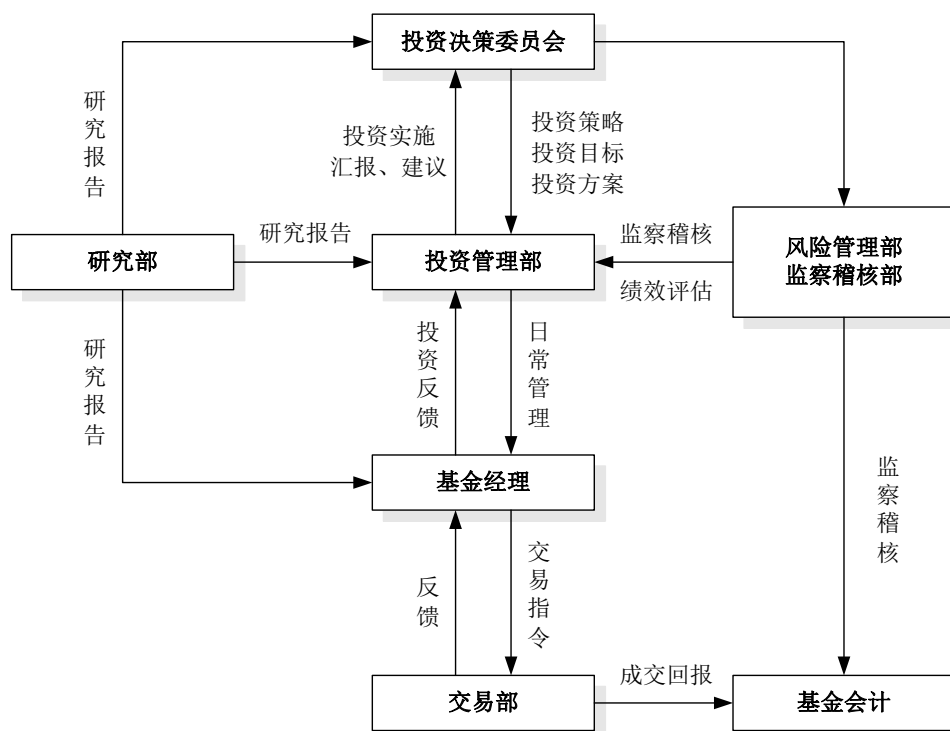 投资决策委员会
研究报告
投资实施
汇报、建议
投资策略
投资目标
投资方案
研究部
研究报告
投资管理部
监察稽核
绩效评估
风险管理部
监察稽核部
研究报告
投资反馈
日常管理
基金经理
监察稽核
反馈
交易指令
交易部
成交回报
基金会计